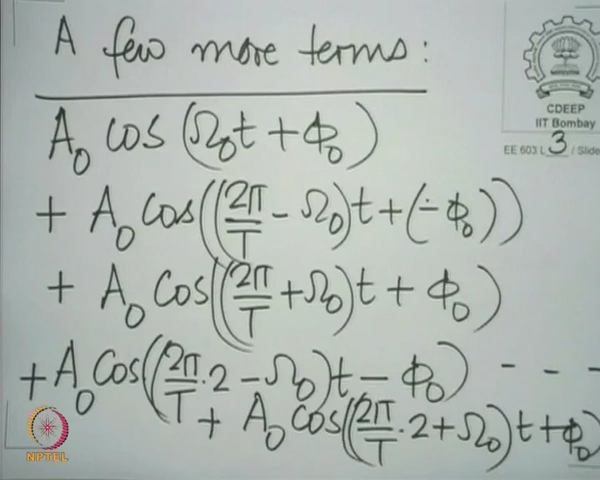 A few more terms:
CDEEP
IIT Bombay
EE 603 L 3 / Slide
A₀ cos (Ω₀t + Φ₀)
+ A₀ cos((2π/T - Ω₀)t + (-Φ₀))
+ A₀ cos((2π/T + Ω₀)t + Φ₀)
+ A₀ cos((2π/T · 2 - Ω₀)t - Φ₀) - - -
+ A₀ cos((2π/T · 2 + Ω₀)t + Φ₀)
NPTEL